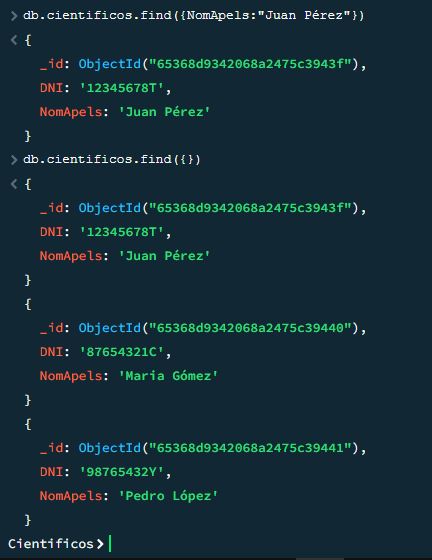 > db.cientificos.find({NomApels:"Juan Pérez"})
< {
_id: ObjectId("65368d9342068a2475c3943f"),
DNI: '12345678T',
NomApels: 'Juan Pérez'
}
> db.cientificos.find({})
< {
_id: ObjectId("65368d9342068a2475c3943f"),
DNI: '12345678T',
NomApels: 'Juan Pérez'
}
{
_id: ObjectId("65368d9342068a2475c39440"),
DNI: '87654321C',
NomApels: 'Maria Gómez'
}
{
_id: ObjectId("65368d9342068a2475c39441"),
DNI: '98765432Y',
NomApels: 'Pedro López'
}
Cientificos>